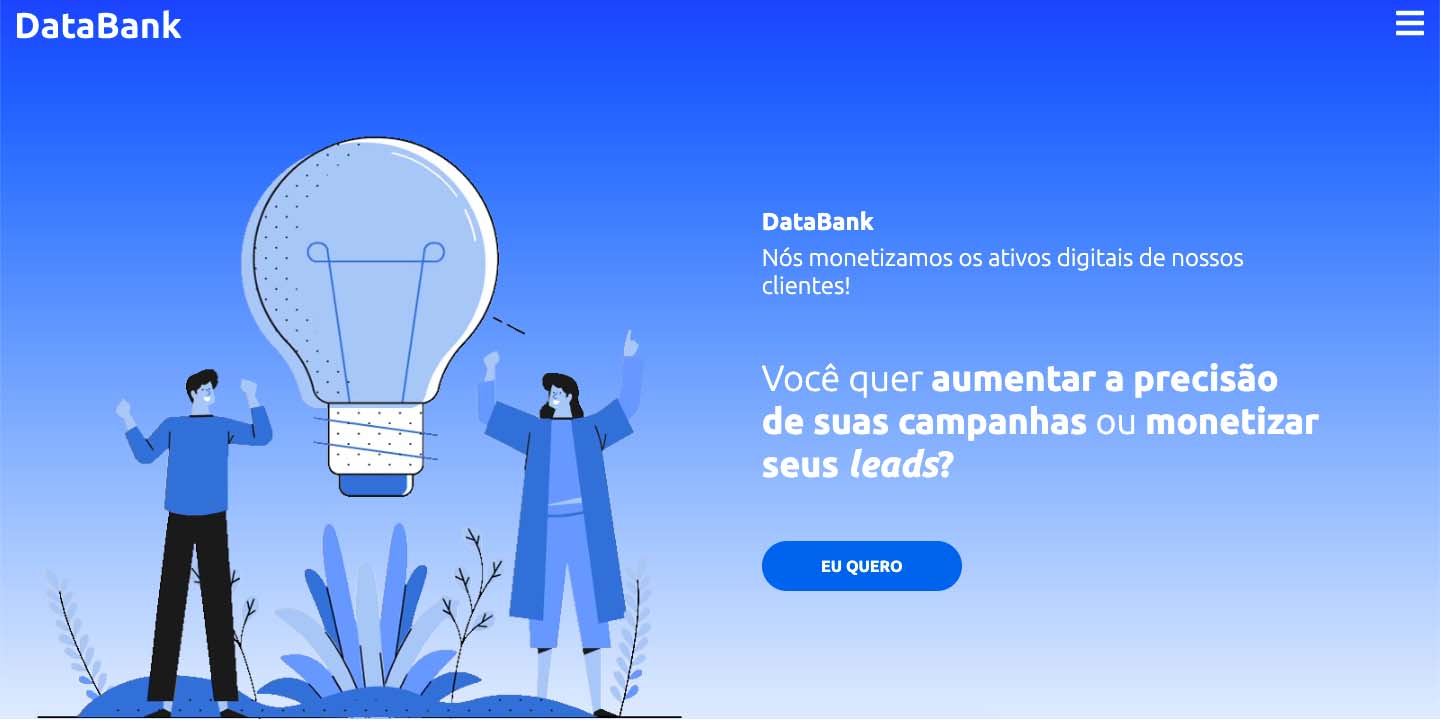 DataBank
DataBank
Nós monetizamos os ativos digitais de nossos
clientes!
Você quer aumentar a precisão
de suas campanhas ou monetizar
seus leads?
EU QUERO